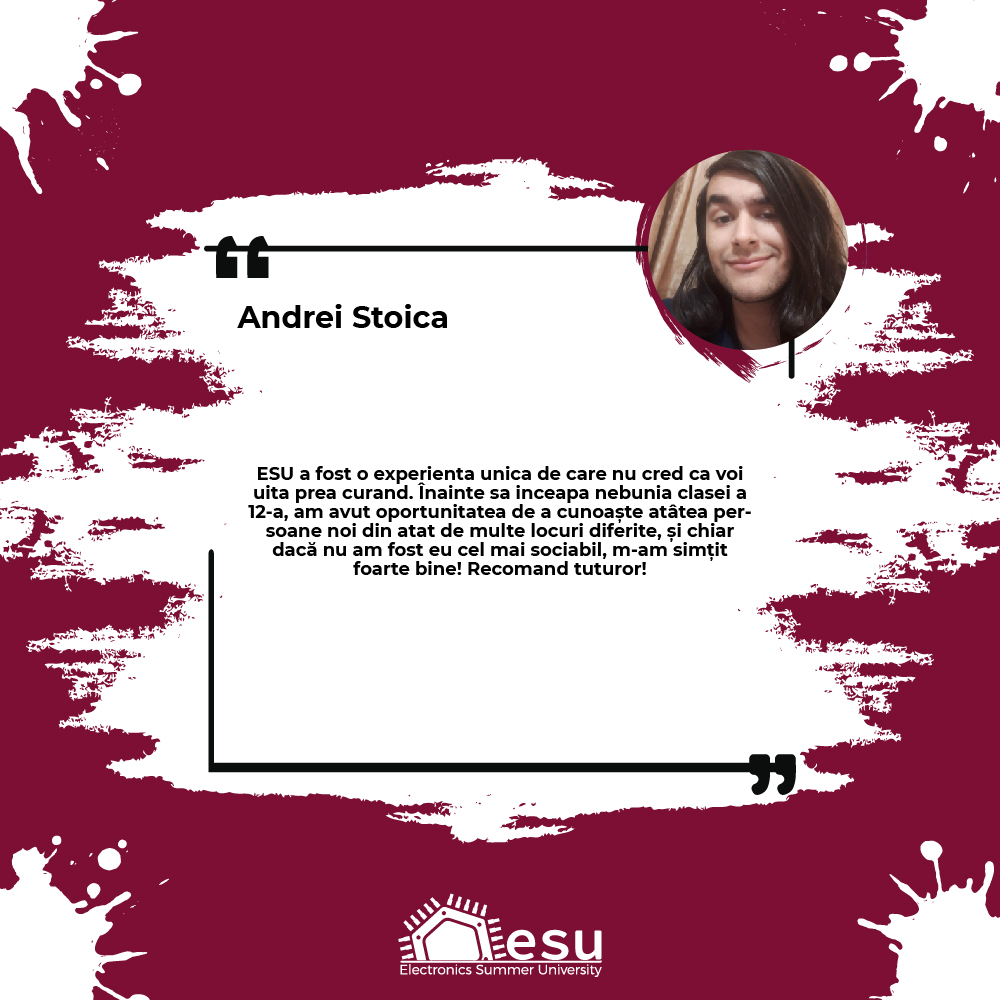 Andrei Stoica
ESU a fost o experienta unica de care nu cred ca voi
uita prea curand. Înainte sa inceapa nebunia clasei a
12-a, am avut oportunitatea de a cunoaște atâtea per-
soane noi din atat de multe locuri diferite, și chiar
dacă nu am fost eu cel mai sociabil, m-am simțit
foarte bine! Recomand tuturor!
esu
Electronics Summer University